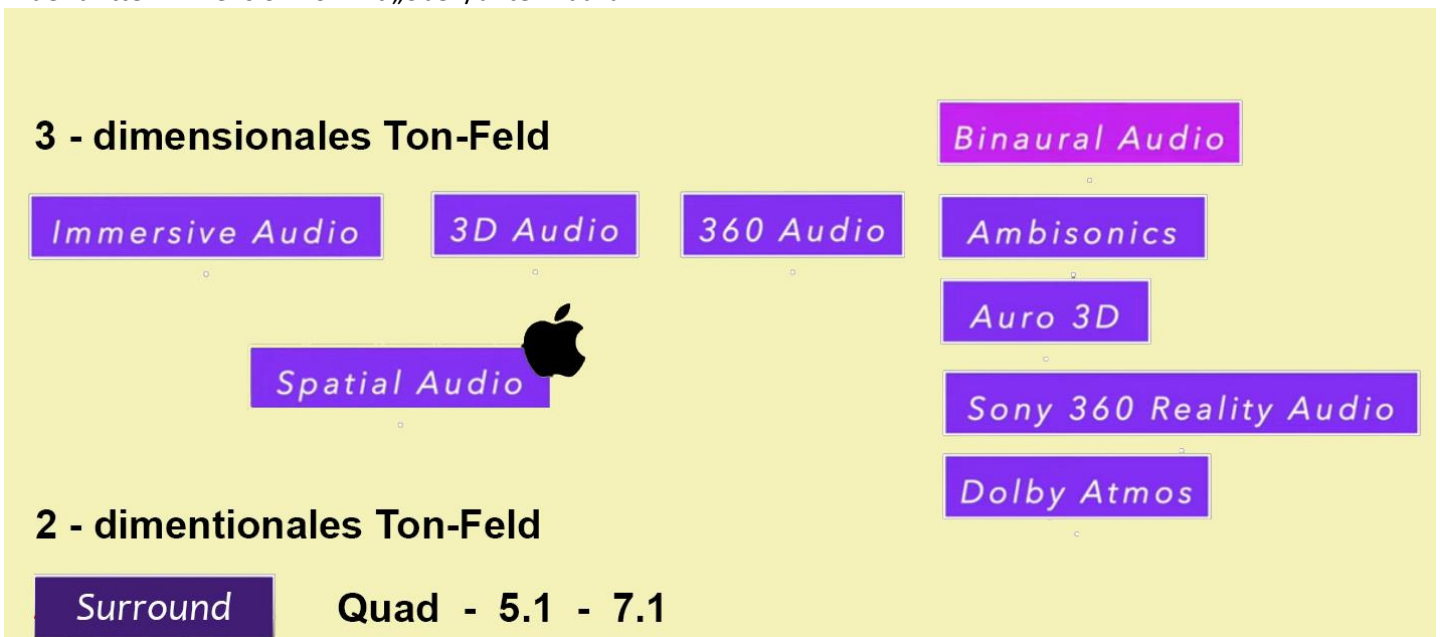 3 - dimensionales Ton-Feld
Binaural Audio
Immersive Audio
3D Audio
360 Audio
Ambisonics
Auro 3D
Spatial Audio
Sony 360 Reality Audio
Dolby Atmos
2 - dimentionales Ton-Feld
Surround
Quad - 5.1 - 7.1